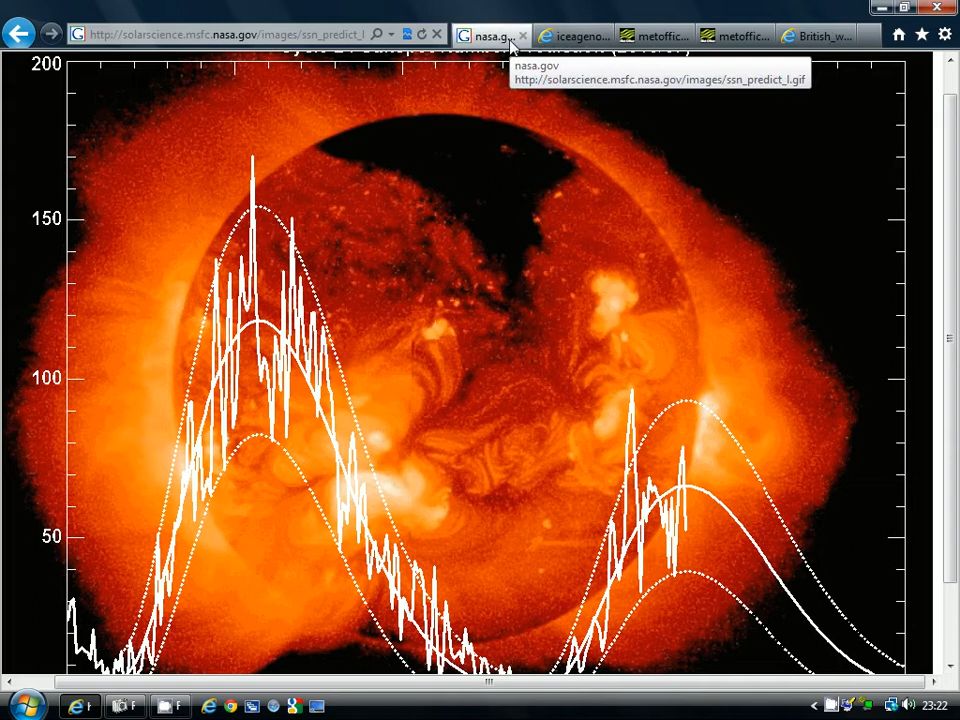 http://solarscience.msfc.nasa.gov/images/ssn_predict_l
nasa.g...
iceageno...
metoffic...
metoffic...
British_w...
nasa.gov
http://solarscience.msfc.nasa.gov/images/ssn_predict_l.gif
200
150
100
50
23:22